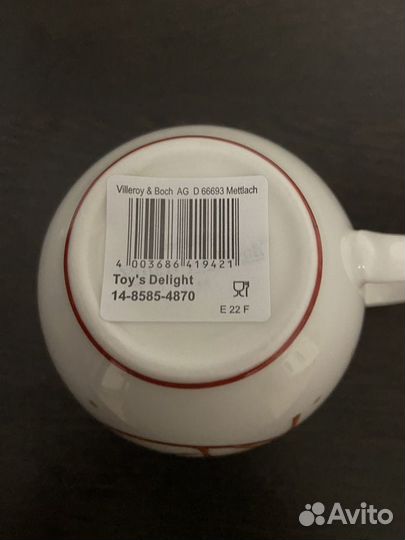 Villeroy & Boch AG D 66693 Mettlach
4 003686 419421
Toy's Delight
14-8585-4870
E 22 F
Avito